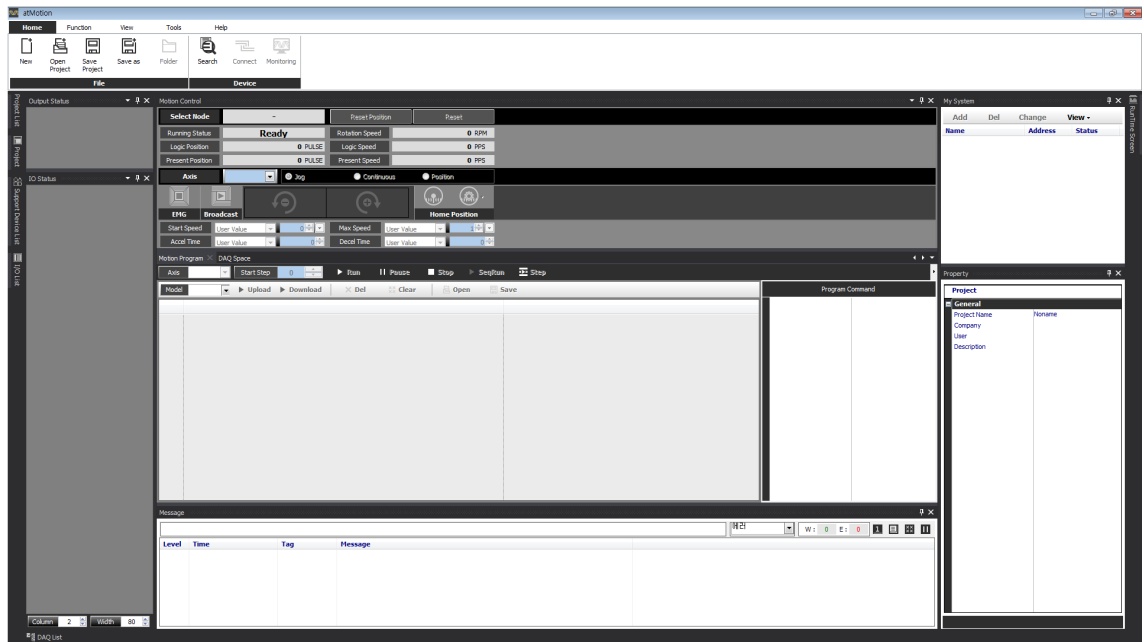 atMotion
Home Function View Tools Help
New Open Project Save Project Save as Folder Search Connect Monitoring
File Device
Project List
Project
Support Device List
I/O List
Output Status
IO Status
Column 2 Width 80
DAQ List
Motion Control
Select Node - Reset Position Reset
Running Status Ready Rotation Speed 0 RPM
Logic Position 0 PULSE Logic Speed 0 PPS
Present Position 0 PULSE Present Speed 0 PPS
Axis Jog Continuous Position
EMG Broadcast Home Position
Start Speed User Value 0 Max Speed User Value 1
Accel Time User Value 0 Decel Time User Value 0
Motion Program DAQ Space
Axis Start Step 0 Run Pause Stop SeqRun Step
Model Upload Download Del Clear Open Save Program Command
Message
에러 W: 0 E: 0 1
Level Time Tag Message
My System
Add Del Change View
Name Address Status
RunTime Screen
Property
Project
General
Project Name Noname
Company
User
Description